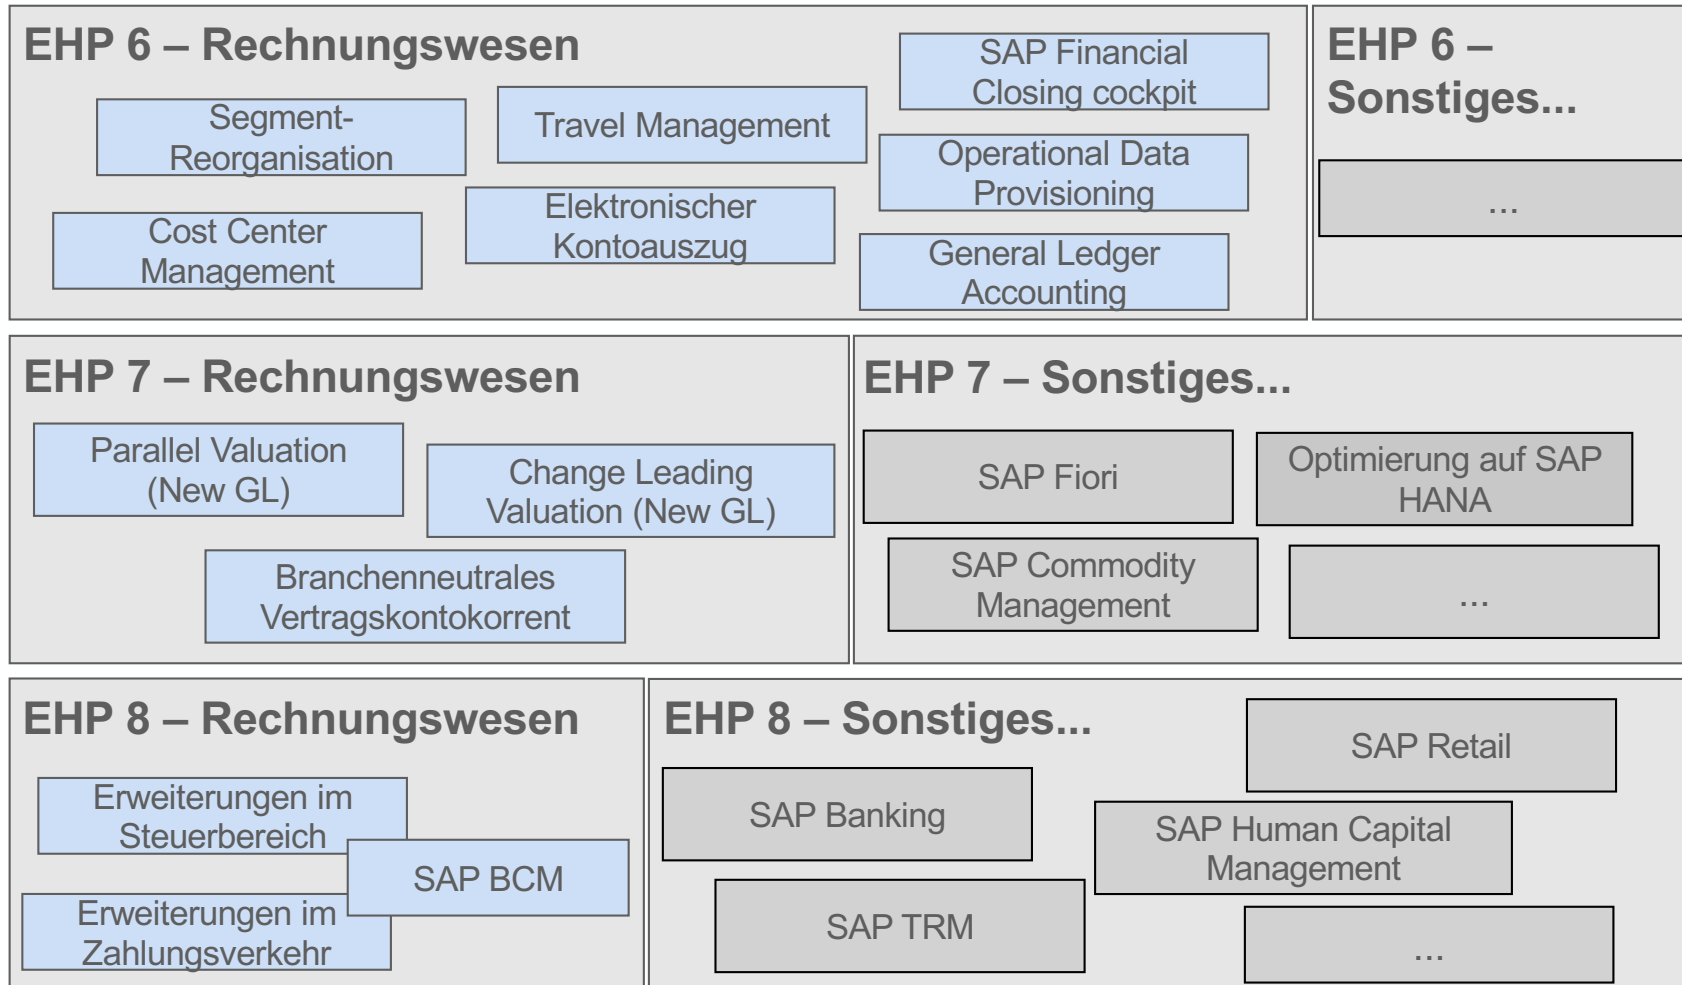 EHP 6 – Rechnungswesen
Segment-
Reorganisation
Travel Management
SAP Financial
Closing cockpit
Operational Data
Provisioning
Cost Center
Management
Elektronischer
Kontoauszug
General Ledger
Accounting
EHP 6 –
Sonstiges...
...
EHP 7 – Rechnungswesen
Parallel Valuation
(New GL)
Change Leading
Valuation (New GL)
Branchenneutrales
Vertragskontokorrent
EHP 7 – Sonstiges...
SAP Fiori
Optimierung auf SAP
HANA
SAP Commodity
Management
...
EHP 8 – Rechnungswesen
Erweiterungen im
Steuerbereich
SAP BCM
Erweiterungen im
Zahlungsverkehr
EHP 8 – Sonstiges...
SAP Retail
SAP Banking
SAP Human Capital
Management
SAP TRM
...